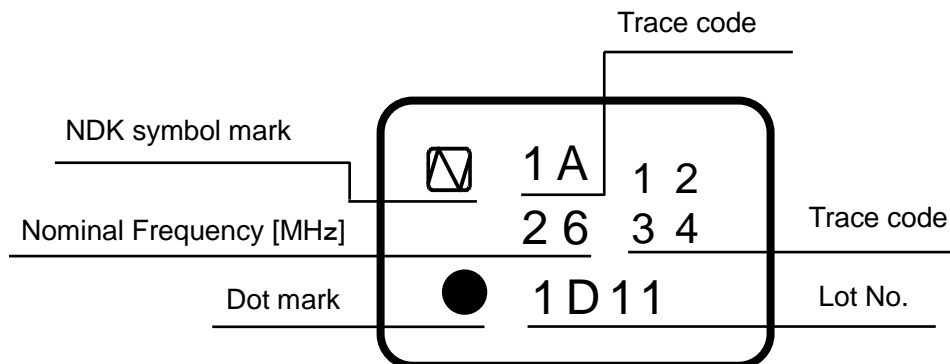 Trace code
NDK symbol mark
1A
12
Nominal Frequency [MHz]
26
34
Trace code
Dot mark
1D11
Lot No.